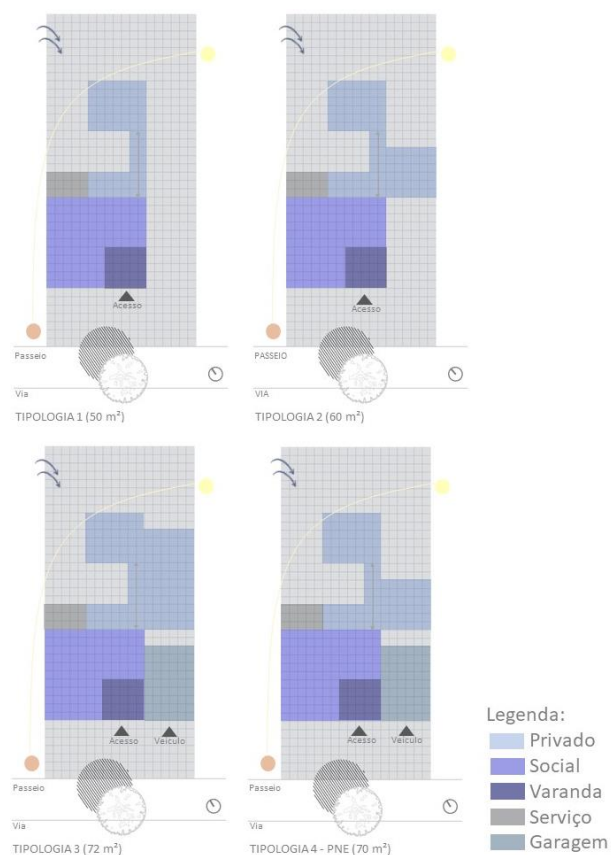 Acesso
Passeio
Via
TIPOLOGIA 1 (50 m²)
Acesso
PASSEIO
VIA
TIPOLOGIA 2 (60 m²)
Acesso Veículo
Passeio
Via
TIPOLOGIA 3 (72 m²)
Acesso Veículo
Passeio
Via
TIPOLOGIA 4 - PNE (70 m²)
Legenda:
Privado
Social
Varanda
Serviço
Garagem